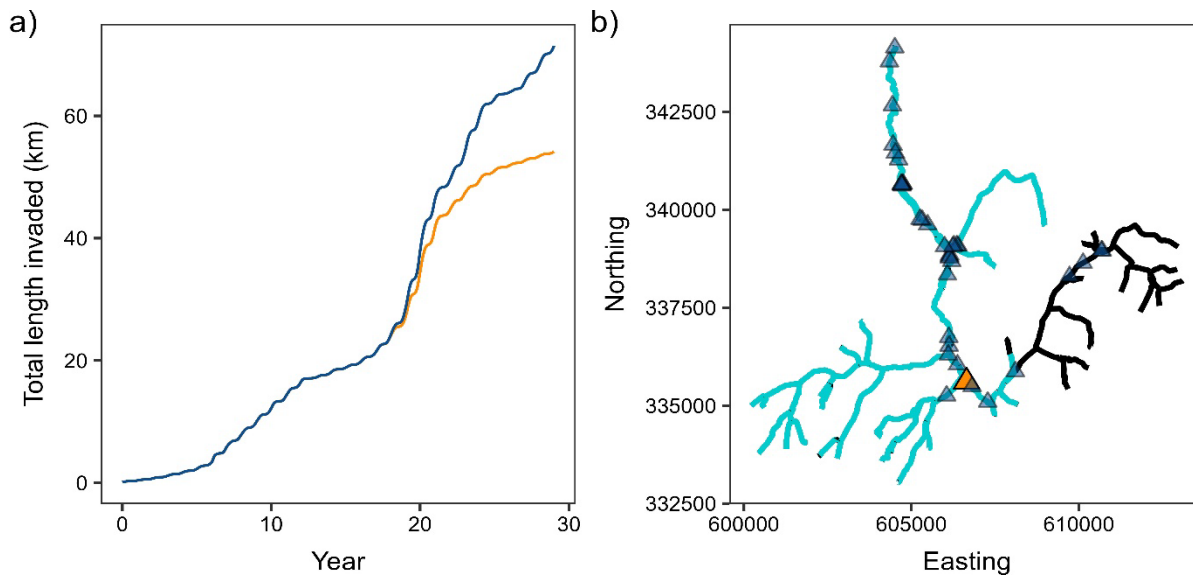 a)
Total length invaded (km)
60
40
20
0
0 10 20 30
Year
b)
Northing
342500
340000
337500
335000
332500
600000 605000 610000
Easting